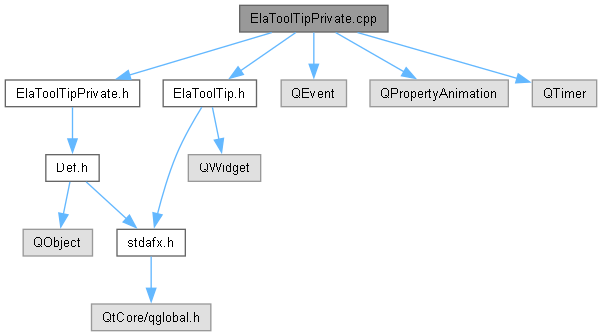 ElaToolTipPrivate.cpp
ElaToolTipPrivate.h
ElaToolTip.h
QEvent
QPropertyAnimation
QTimer
Def.h
QWidget
QObject
stdafx.h
QtCore/qglobal.h